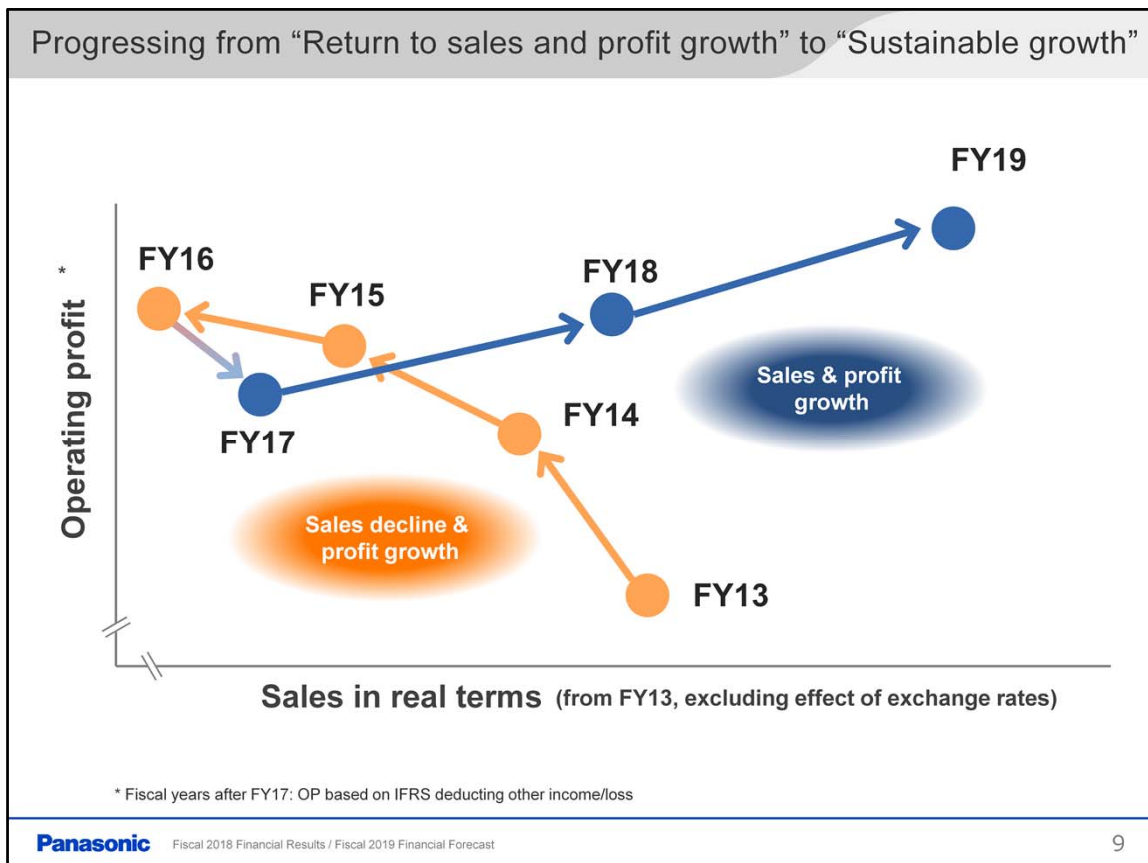 Progressing from “Return to sales and profit growth” to “Sustainable growth”
FY19
FY16
FY18
FY15
Operating profit *
Sales & profit
growth
FY14
FY17
Sales decline &
profit growth
FY13
Sales in real terms (from FY13, excluding effect of exchange rates)
* Fiscal years after FY17: OP based on IFRS deducting other income/loss
Panasonic Fiscal 2018 Financial Results / Fiscal 2019 Financial Forecast
9